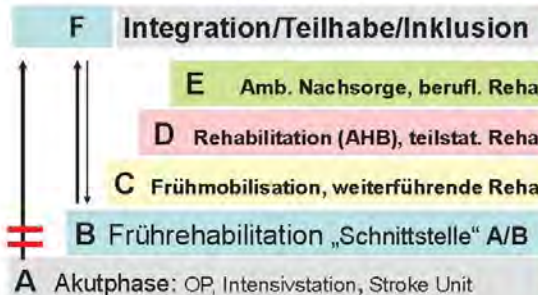 F Integration/Teilhabe/Inklusion
E Amb. Nachsorge, berufl. Reha
D Rehabilitation (AHB), teilstat. Reha
C Frühmobilisation, weiterführende Reha
B Frührehabilitation „Schnittstelle“ A/B
A Akutphase: OP, Intensivstation, Stroke Unit